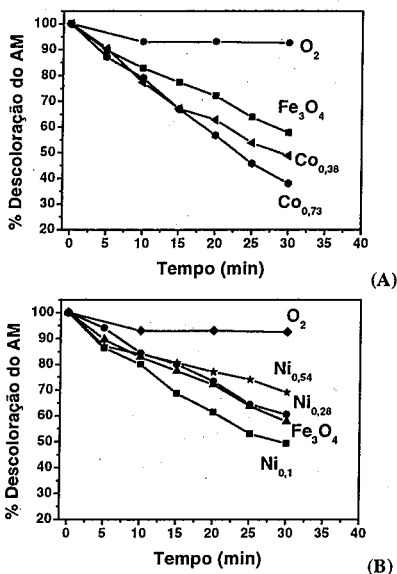 100
90
80
70
60
50
40
30
20
% Descoloração do AM
O2
Fe3O4
Co0,38
Co0,73
0 5 10 15 20 25 30 35 40
Tempo (min)
(A)
100
90
80
70
60
50
40
30
20
% Descoloração do AM
O2
Ni0,54
Ni0,28
Fe3O4
Ni0,1
0 5 10 15 20 25 30 35 40
Tempo (min)
(B)